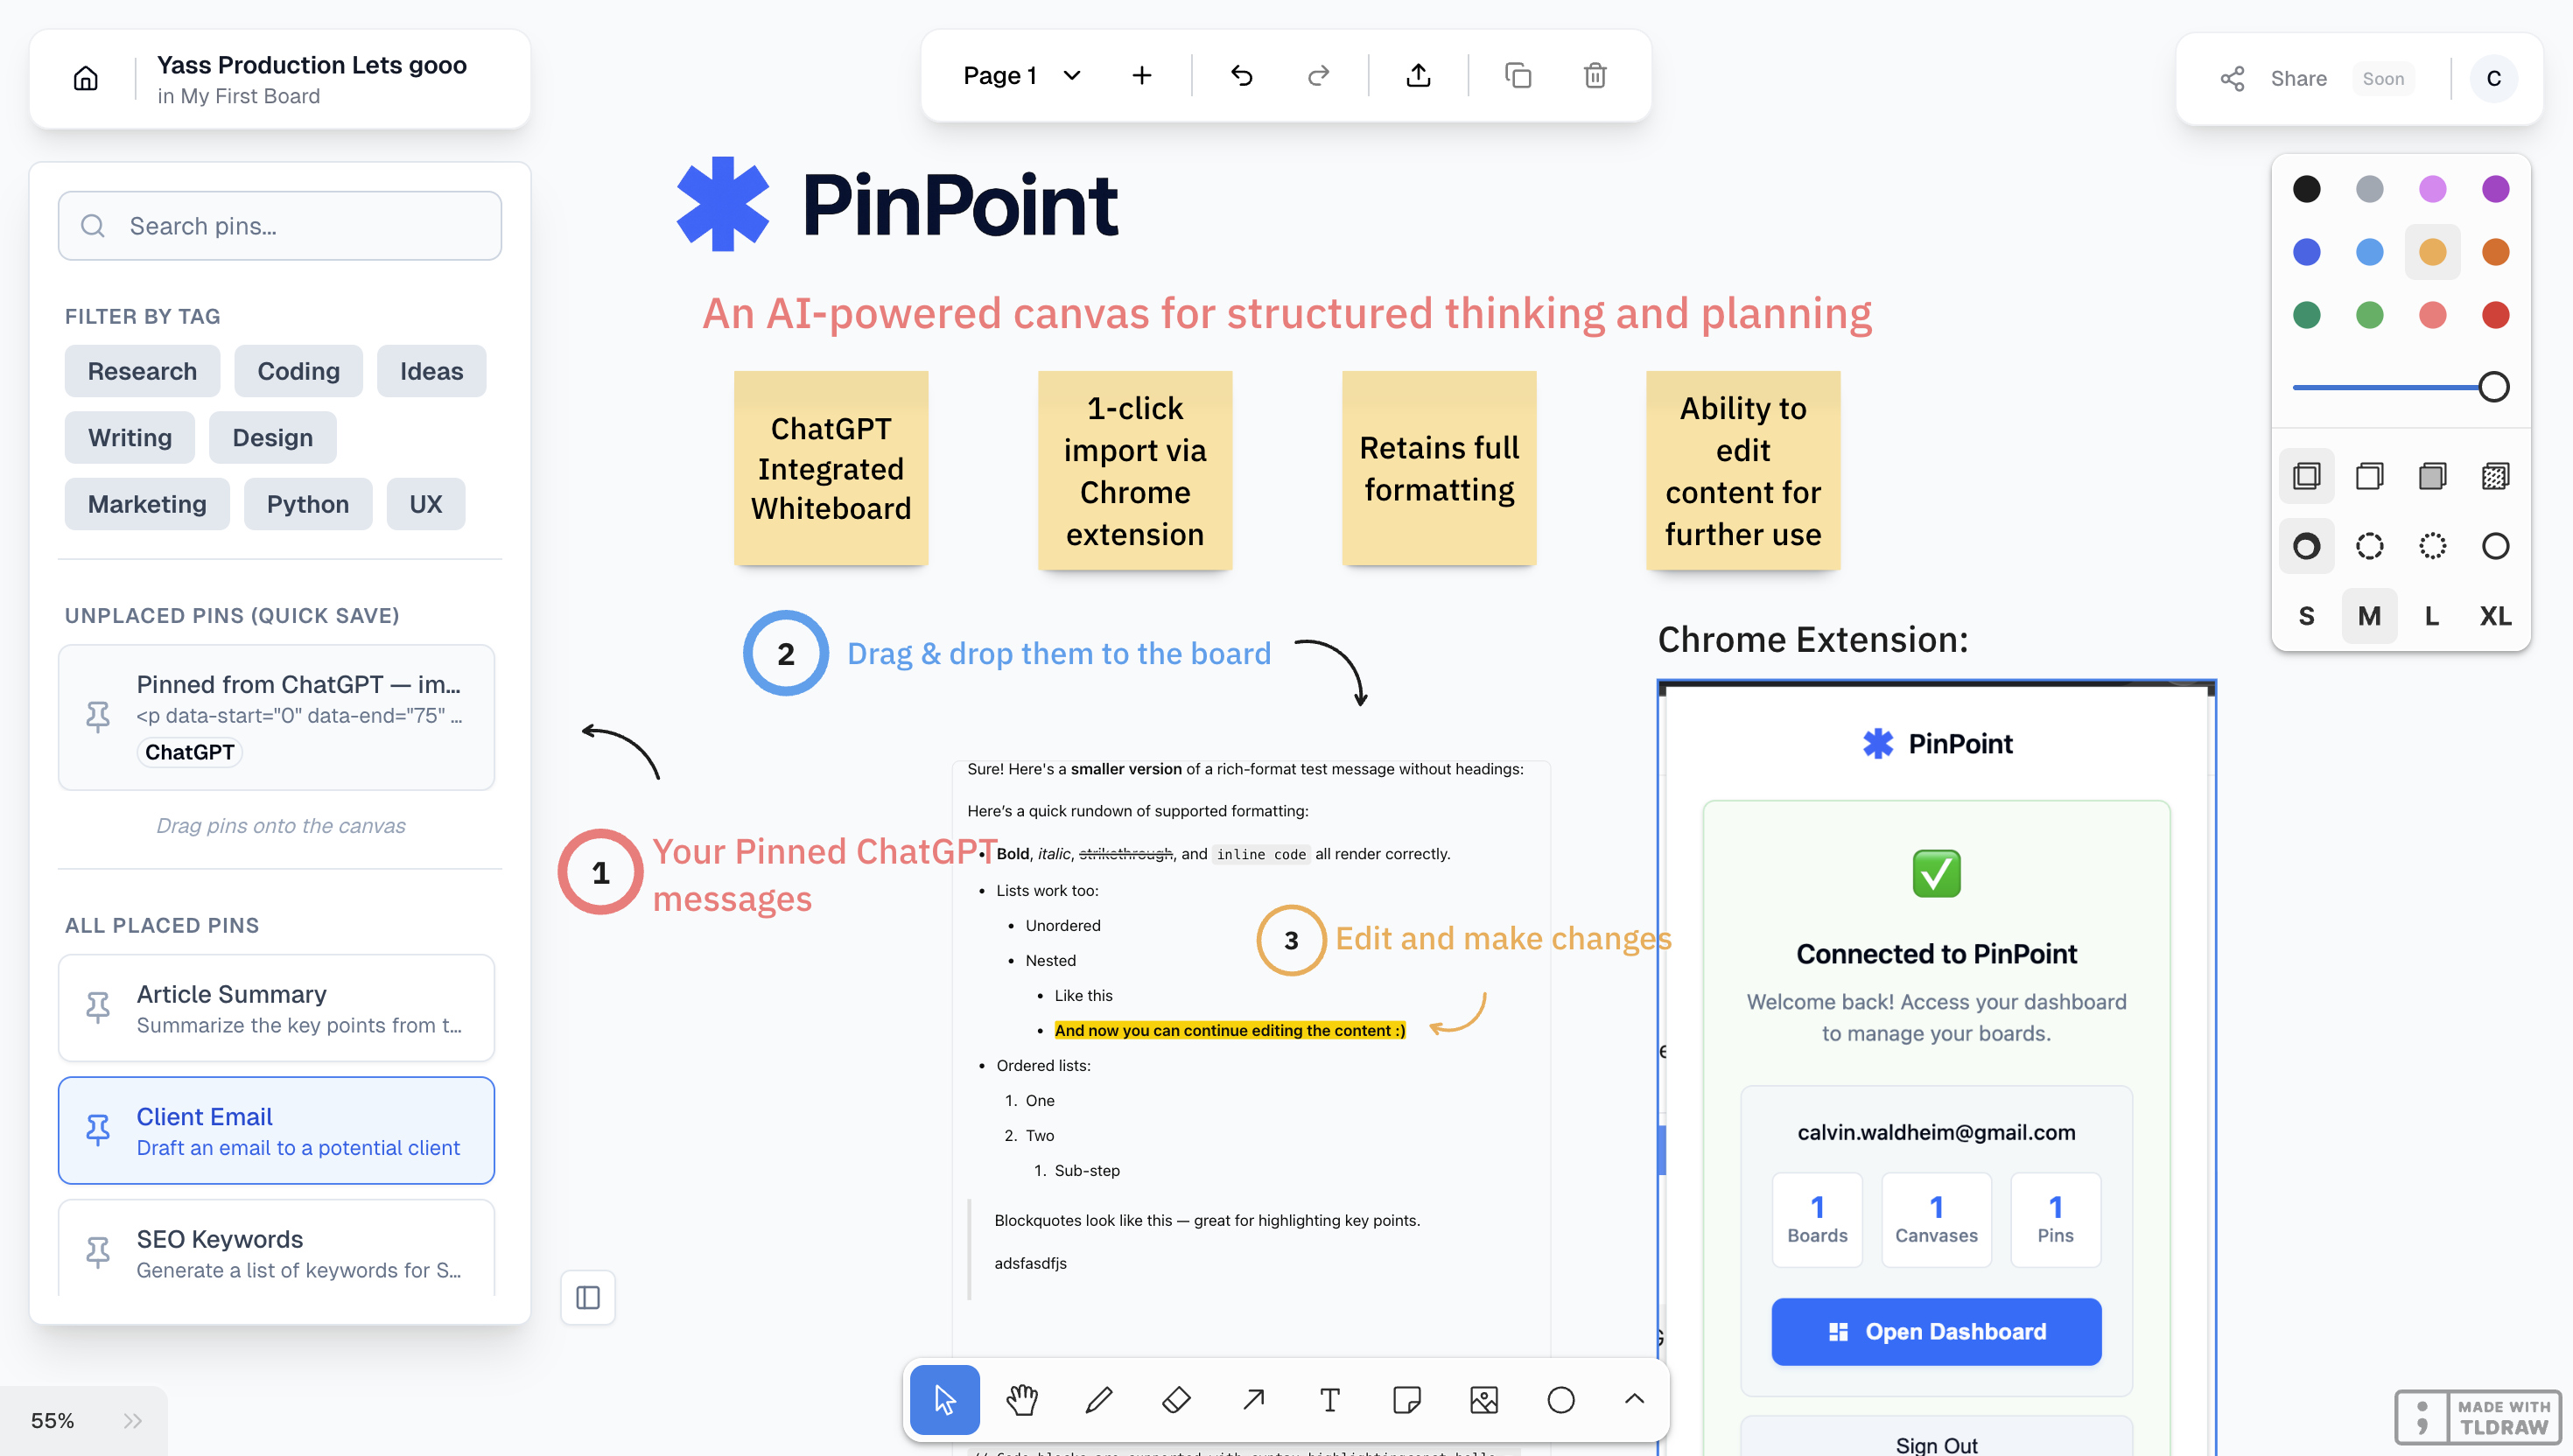 Yass Production Lets gooo
in My First Board
Page 1
Share
Soon
C
Search pins...
FILTER BY TAG
Research
Coding
Ideas
Writing
Design
Marketing
Python
UX
UNPLACED PINS (QUICK SAVE)
Pinned from ChatGPT — im...
<p data-start="0" data-end="75" ...
ChatGPT
Drag pins onto the canvas
ALL PLACED PINS
Article Summary
Summarize the key points from t...
Client Email
Draft an email to a potential client
SEO Keywords
Generate a list of keywords for S...
55%
PinPoint
An AI-powered canvas for structured thinking and planning
ChatGPT
Integrated
Whiteboard
1-click
import via
Chrome
extension
Retains full
formatting
Ability to
edit
content for
further use
2
Drag & drop them to the board
1
Your Pinned ChatGPT
messages
Sure! Here's a smaller version of a rich-format test message without headings:
Here's a quick rundown of supported formatting:
• Bold, italic, strikethrough, and inline code all render correctly.
• Lists work too:
• Unordered
• Nested
• Like this
• And now you can continue editing the content :)
• Ordered lists:
1. One
2. Two
1. Sub-step
Blockquotes look like this — great for highlighting key points.
adsfasdfjs
3
Edit and make changes
Chrome Extension:
PinPoint
Connected to PinPoint
Welcome back! Access your dashboard
to manage your boards.
calvin.waldheim@gmail.com
1
Boards
1
Canvases
1
Pins
Open Dashboard
Sign Out
S
M
L
XL
T
MADE WITH
TLDRAW